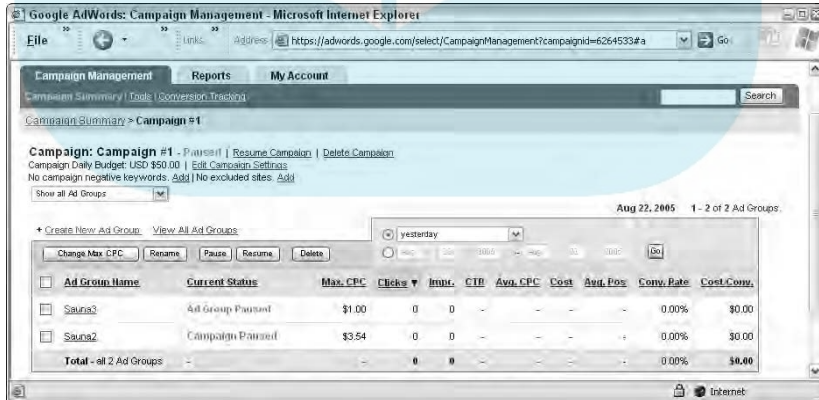 Google AdWords: Campaign Management - Microsoft Internet Explorer
File » » Links » Address https://adwords.google.com/select/CampaignManagement?campaignid=6264533#a Go
Campaign Management Reports My Account
Campaign Summary | Tools | Conversion Tracking Search
Campaign Summary > Campaign #1
Campaign: Campaign #1 - Paused | Resume Campaign | Delete Campaign
Campaign Daily Budget: USD $50.00 | Edit Campaign Settings
No campaign negative keywords. Add | No excluded sites. Add
Show all Ad Groups
Aug 22, 2005 1 - 2 of 2 Ad Groups.
+ Create New Ad Group View All Ad Groups yesterday
Change Max CPC Rename Pause Resume Delete 2005 - 2005 Go
Ad Group Name Current Status Max. CPC Clicks ▼ Impr. CTR Avg. CPC Cost Avg. Pos Conv. Rate Cost/Conv.
Sauna3 Ad Group Paused $1.00 0 0 - - - - 0.00% $0.00
Sauna2 Campaign Paused $3.54 0 0 - - - - 0.00% $0.00
Total - all 2 Ad Groups - - 0 0 - - - - 0.00% $0.00
Internet